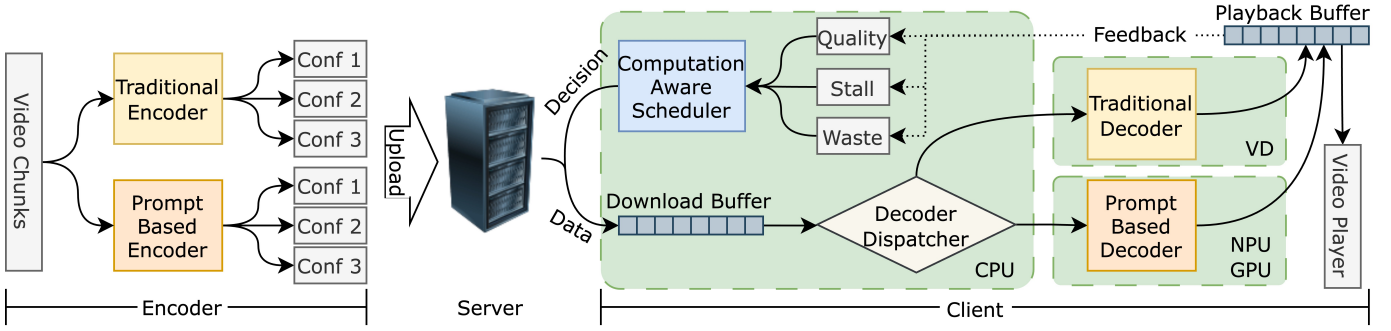 Video Chunks
Traditional
Encoder
Conf 1
Conf 2
Conf 3
Prompt
Based
Encoder
Conf 1
Conf 2
Conf 3
Encoder
Upload
Server
Decision
Data
Computation
Aware
Scheduler
Quality
Stall
Waste
Feedback
Playback Buffer
Download Buffer
Decoder
Dispatcher
CPU
Traditional
Decoder
VD
Prompt
Based
Decoder
NPU
GPU
Video Player
Client